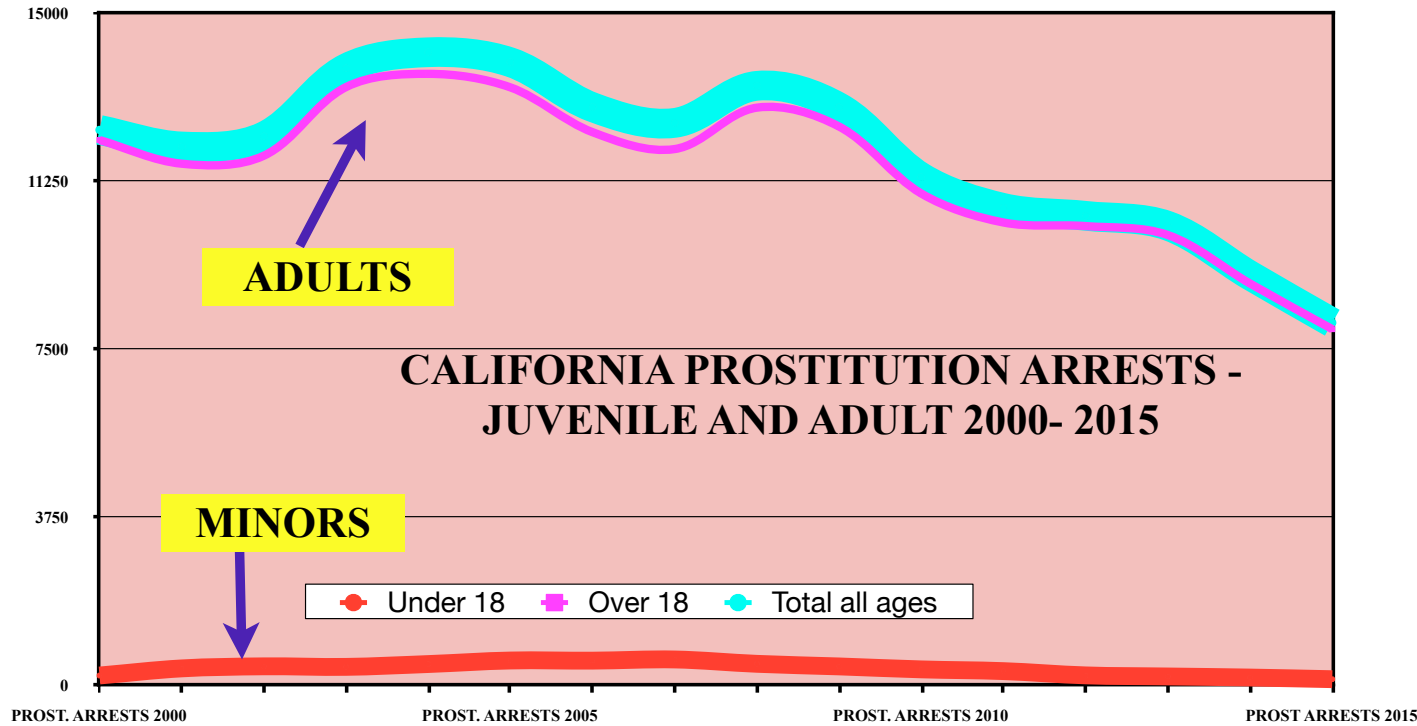 15000
11250
ADULTS
7500
CALIFORNIA PROSTITUTION ARRESTS -
JUVENILE AND ADULT 2000- 2015
3750
MINORS
Under 18 Over 18 Total all ages
0
PROST. ARRESTS 2000 PROST. ARRESTS 2005 PROST. ARRESTS 2010 PROST ARRESTS 2015